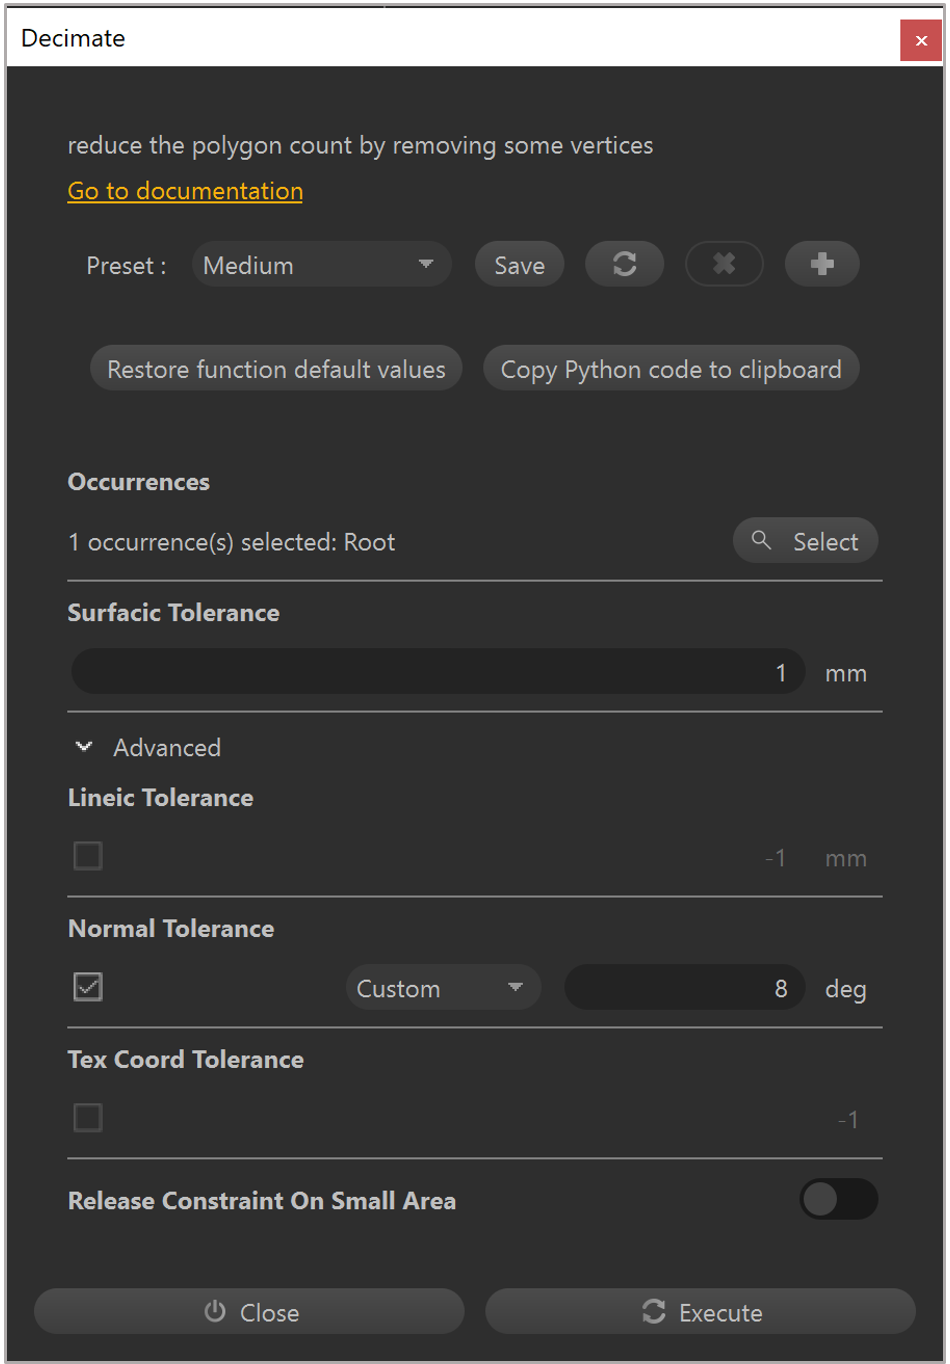 Decimate
reduce the polygon count by removing some vertices
Go to documentation
Preset : Medium Save
Restore function default values Copy Python code to clipboard
Occurrences
1 occurrence(s) selected: Root Select
Surfacic Tolerance
1 mm
Advanced
Lineic Tolerance
-1 mm
Normal Tolerance
Custom 8 deg
Tex Coord Tolerance
-1
Release Constraint On Small Area
Close Execute